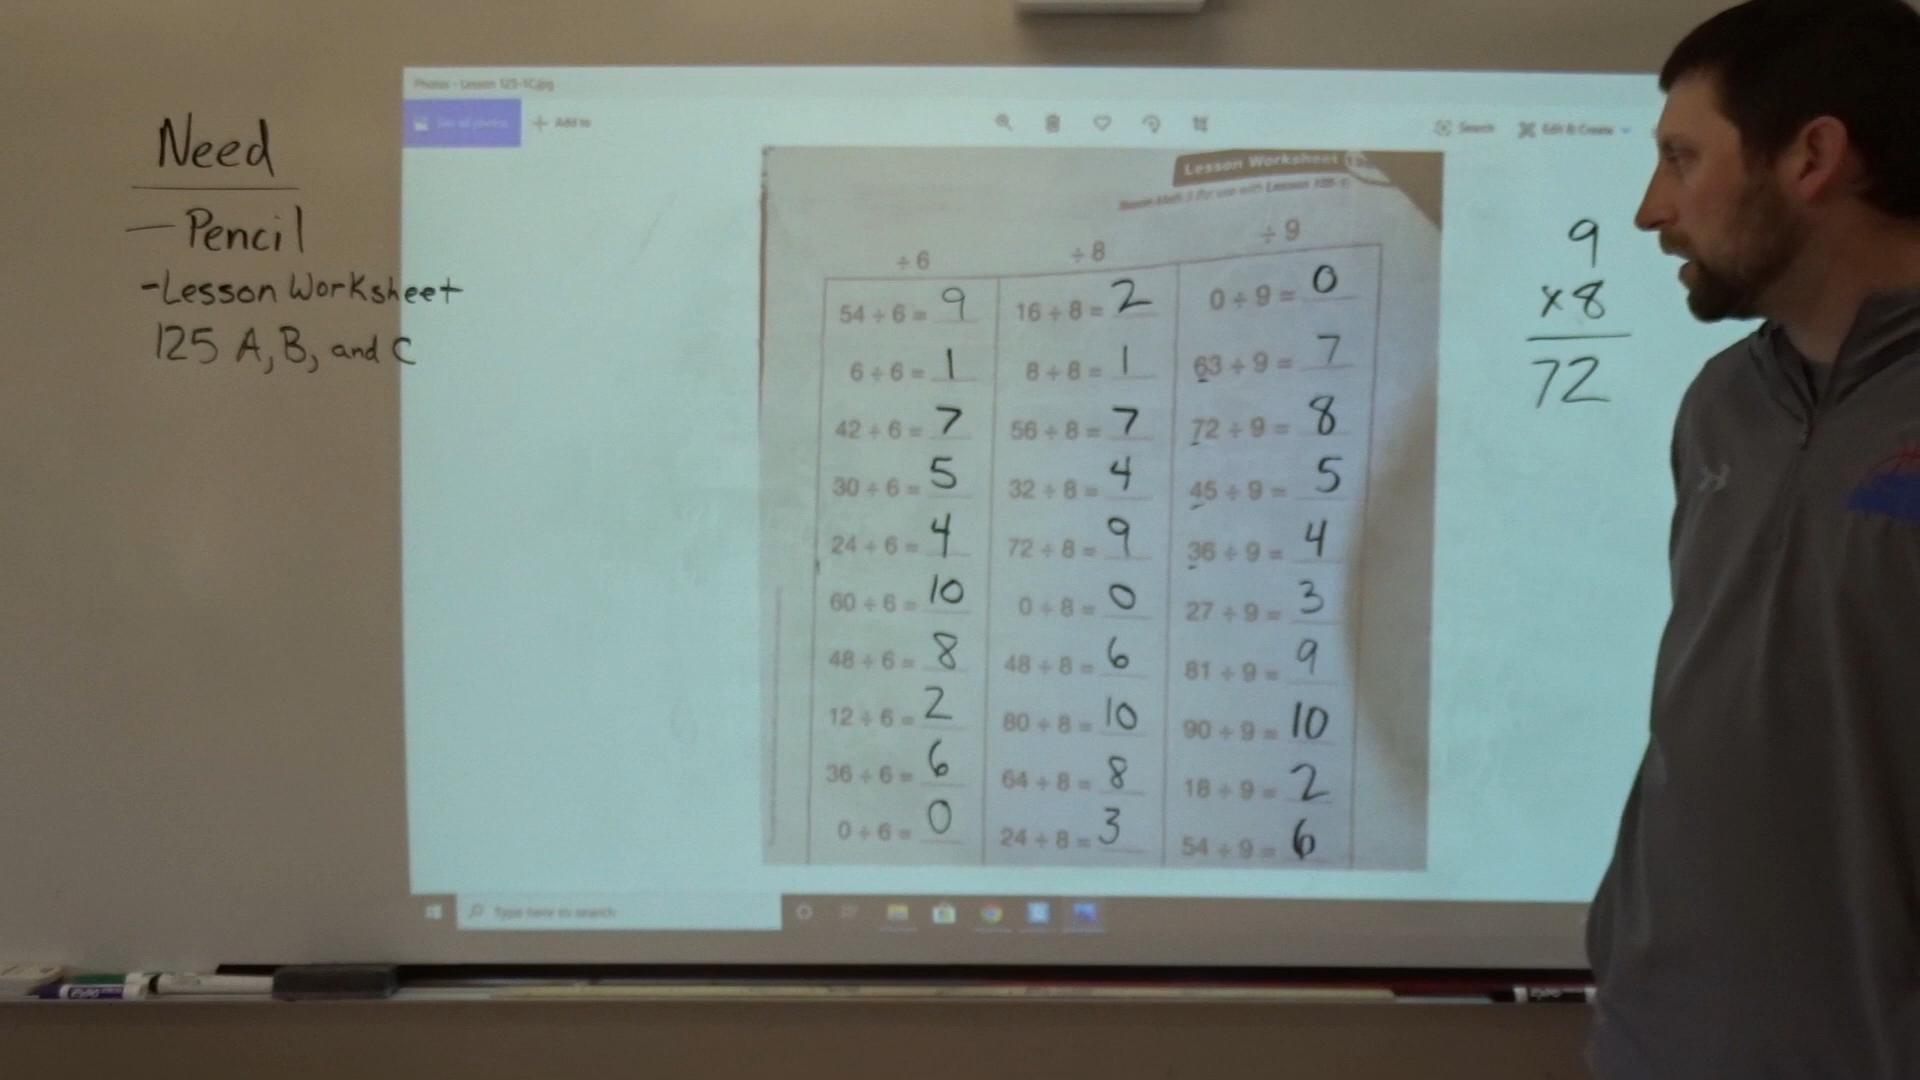 Need
- Pencil
- Lesson Worksheet
125 A, B, and C
Photos - Lesson 125-1C.jpg
See all photos
+ Add to
Search
Edit & Create
Lesson Worksheet
÷ 6
÷ 8
÷ 9
54 ÷ 6 = 9
16 ÷ 8 = 2
0 ÷ 9 = 0
6 ÷ 6 = 1
8 ÷ 8 = 1
63 ÷ 9 = 7
42 ÷ 6 = 7
56 ÷ 8 = 7
72 ÷ 9 = 8
30 ÷ 6 = 5
32 ÷ 8 = 4
45 ÷ 9 = 5
24 ÷ 6 = 4
72 ÷ 8 = 9
36 ÷ 9 = 4
60 ÷ 6 = 10
0 ÷ 8 = 0
27 ÷ 9 = 3
48 ÷ 6 = 8
48 ÷ 8 = 6
81 ÷ 9 = 9
12 ÷ 6 = 2
80 ÷ 8 = 10
90 ÷ 9 = 10
36 ÷ 6 = 6
64 ÷ 8 = 8
18 ÷ 9 = 2
0 ÷ 6 = 0
24 ÷ 8 = 3
54 ÷ 9 = 6
9
x8
72
Type here to search
EXPO